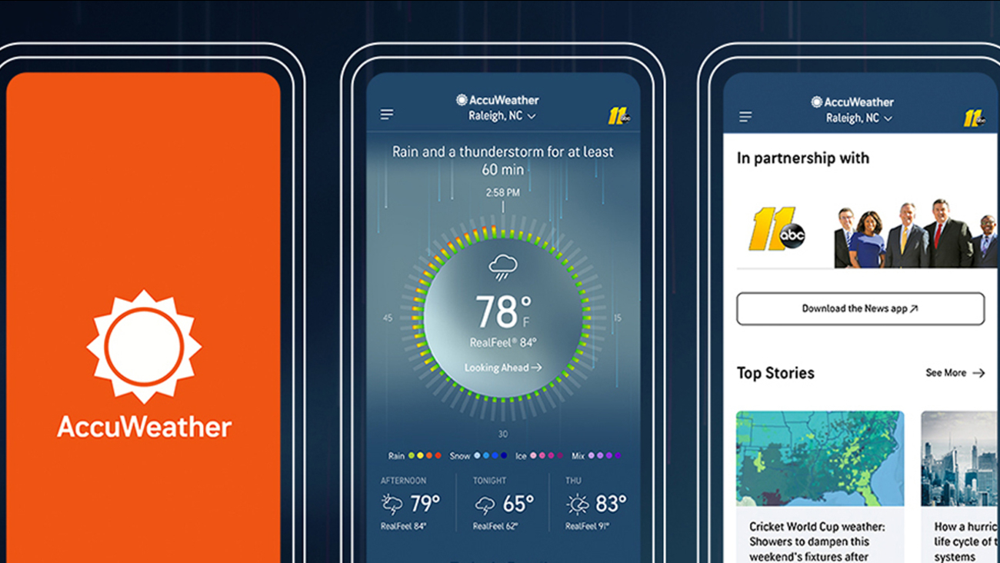 AccuWeather
AccuWeather
Raleigh, NC
11 abc
Rain and a thunderstorm for at least
60 min
2:58 PM
45
15
78°
F
RealFeel® 84°
Looking Ahead →
30
Rain
Snow
Ice
Mix
AFTERNOON
79°
RealFeel 84°
TONIGHT
65°
RealFeel 62°
THU
83°
RealFeel 91°
AccuWeather
Raleigh, NC
11 abc
In partnership with
11 abc
Download the News app ↗
Top Stories
See More →
Cricket World Cup weather:
Showers to dampen this
weekend's fixtures after
How a hurric
life cycle of t
systems